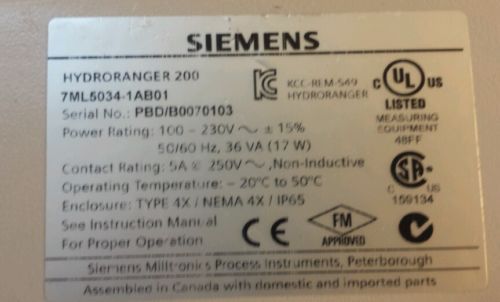 SIEMENS
HYDRORANGER 200
7ML5034-1AB01
Serial No.: PBD/B0070103
KCC-REM-S49
HYDRORANGER
C UL US
LISTED
MEASURING
EQUIPMENT
48FF
Power Rating: 100 - 230V ~ ± 15%
50/60 Hz, 36 VA (17 W)
Contact Rating: 5A @ 250V ~, Non-Inductive
Operating Temperature: - 20°C to 50°C
Enclosure: TYPE 4X / NEMA 4X / IP65
C SA US
159134
See Instruction Manual
For Proper Operation
CE
FM
APPROVED
Siemens Milltronics Process Instruments, Peterborough
Assembled in Canada with domestic and imported parts